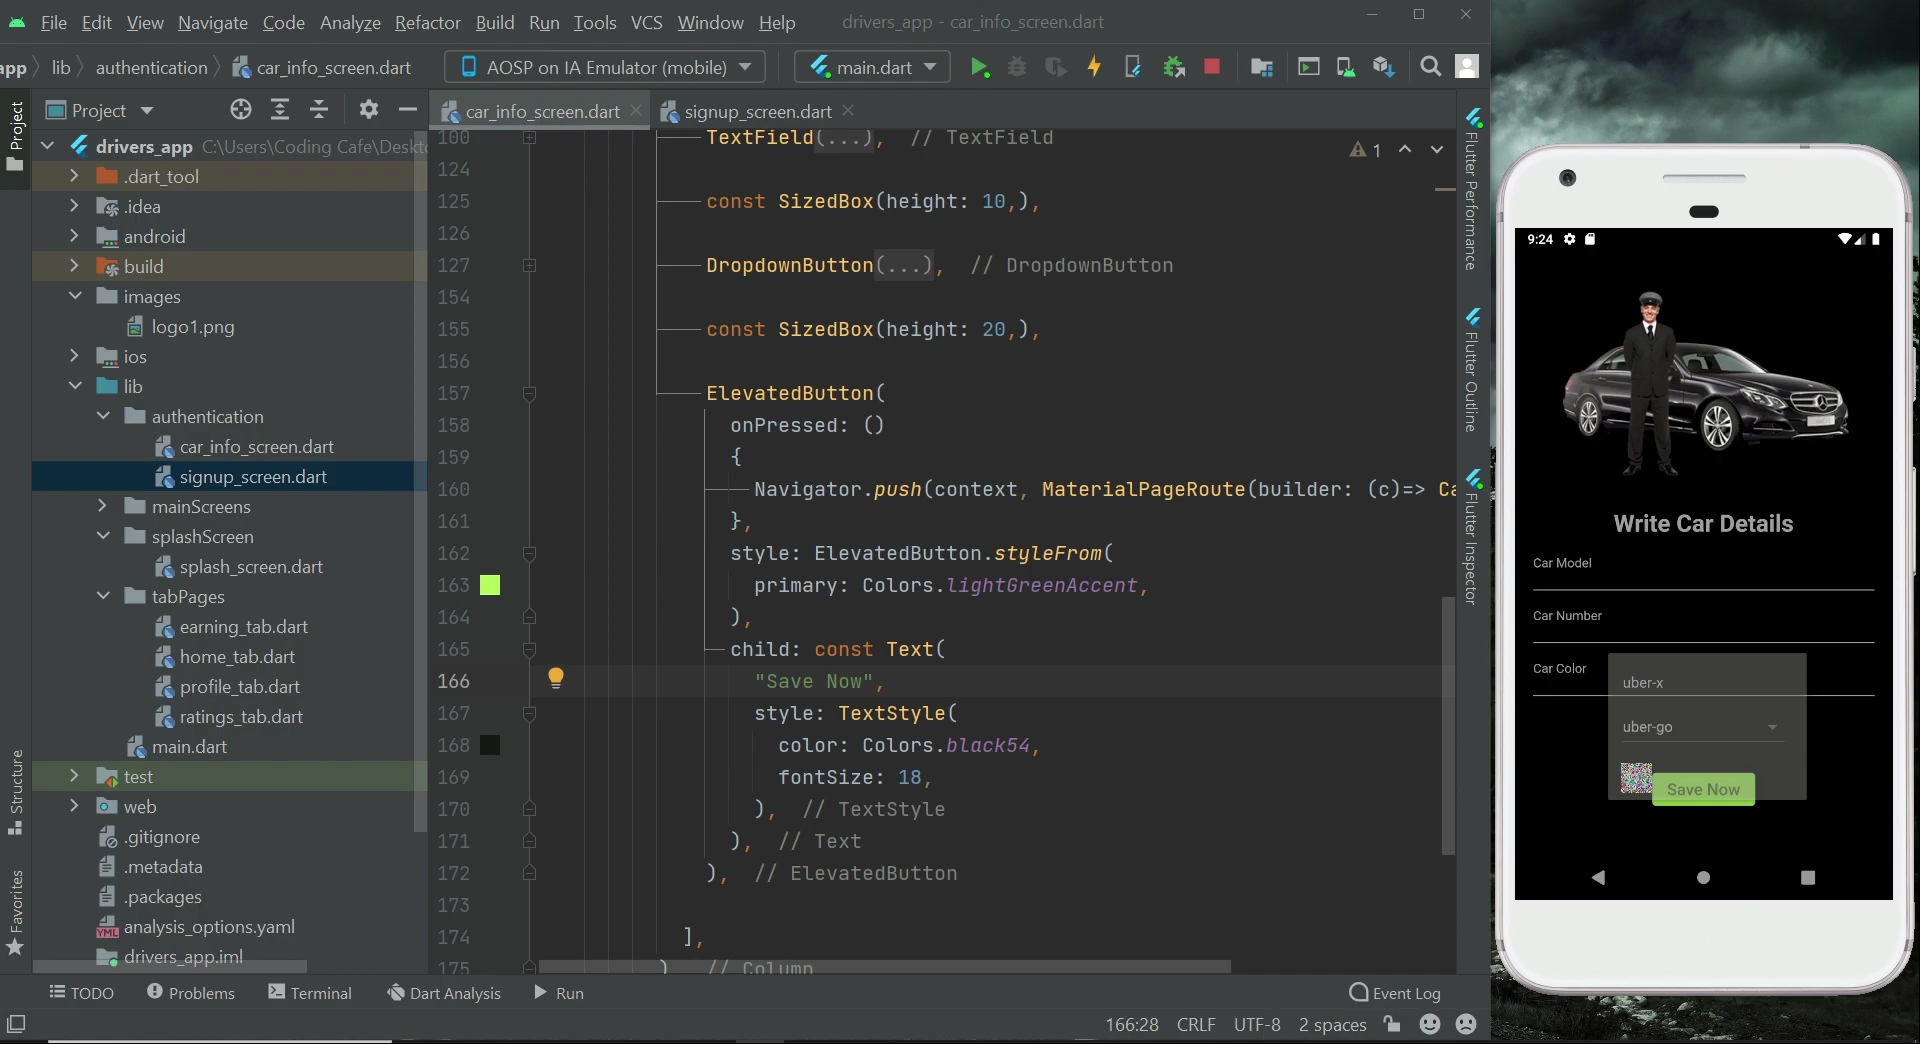 File Edit View Navigate Code Analyze Refactor Build Run Tools VCS Window Help drivers_app - car_info_screen.dart
app lib authentication car_info_screen.dart AOSP on IA Emulator (mobile) main.dart
Project
car_info_screen.dart
signup_screen.dart
Project
Structure
Favorites
drivers_app C:\Users\Coding Cafe\Deskt
.dart_tool
.idea
android
build
images
logo1.png
ios
lib
authentication
car_info_screen.dart
signup_screen.dart
mainScreens
splashScreen
splash_screen.dart
tabPages
earning_tab.dart
home_tab.dart
profile_tab.dart
ratings_tab.dart
main.dart
test
web
.gitignore
.metadata
.packages
analysis_options.yaml
drivers_app.iml
1
100 TextField(...), // TextField
124
125 const SizedBox(height: 10,),
126
127 DropdownButton(...), // DropdownButton
154
155 const SizedBox(height: 20,),
156
157 ElevatedButton(
158 onPressed: ()
159 {
160 Navigator.push(context, MaterialPageRoute(builder: (c)=> Ca
161 },
162 style: ElevatedButton.styleFrom(
163 primary: Colors.lightGreenAccent,
164 ),
165 child: const Text(
166 "Save Now",
167 style: TextStyle(
168 color: Colors.black54,
169 fontSize: 18,
170 ), // TextStyle
171 ), // Text
172 ), // ElevatedButton
173
174 ],
175 ) // Column
Flutter Performance
Flutter Outline
Flutter Inspector
TODO Problems Terminal Dart Analysis Run Event Log
166:28 CRLF UTF-8 2 spaces
9:24
Write Car Details
Car Model
Car Number
Car Color
uber-x
uber-go
Save Now